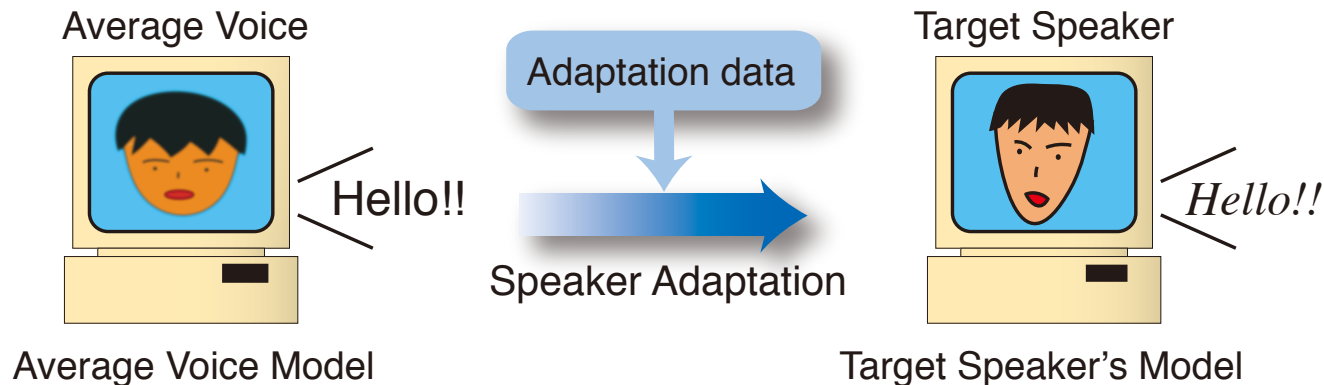 Average Voice
Hello!!
Average Voice Model
Adaptation data
Speaker Adaptation
Target Speaker
Hello!!
Target Speaker's Model